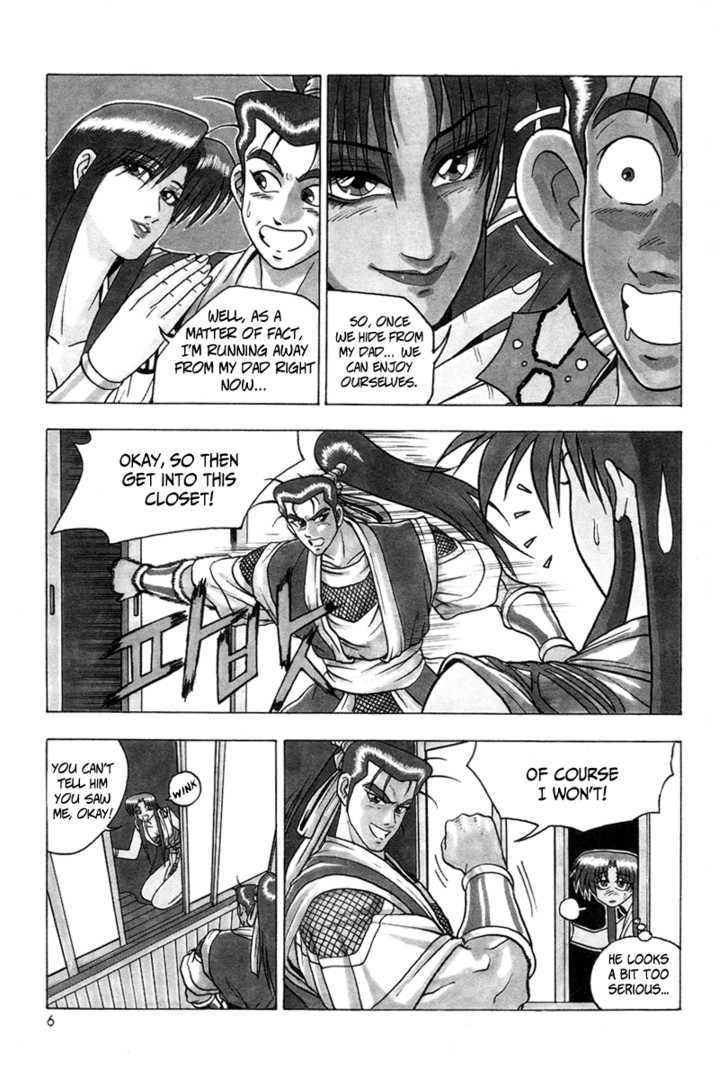 WELL, AS A
MATTER OF FACT,
I'M RUNNING AWAY
FROM MY DAD RIGHT
NOW...
SO, ONCE
WE HIDE FROM
MY DAD... WE
CAN ENJOY
OURSELVES.
OKAY, SO THEN
GET INTO THIS
CLOSET!
파밧
YOU CAN'T
TELL HIM
YOU SAW
ME, OKAY!
WINK
OF COURSE
I WON'T!
HE LOOKS
A BIT TOO
SERIOUS...
6